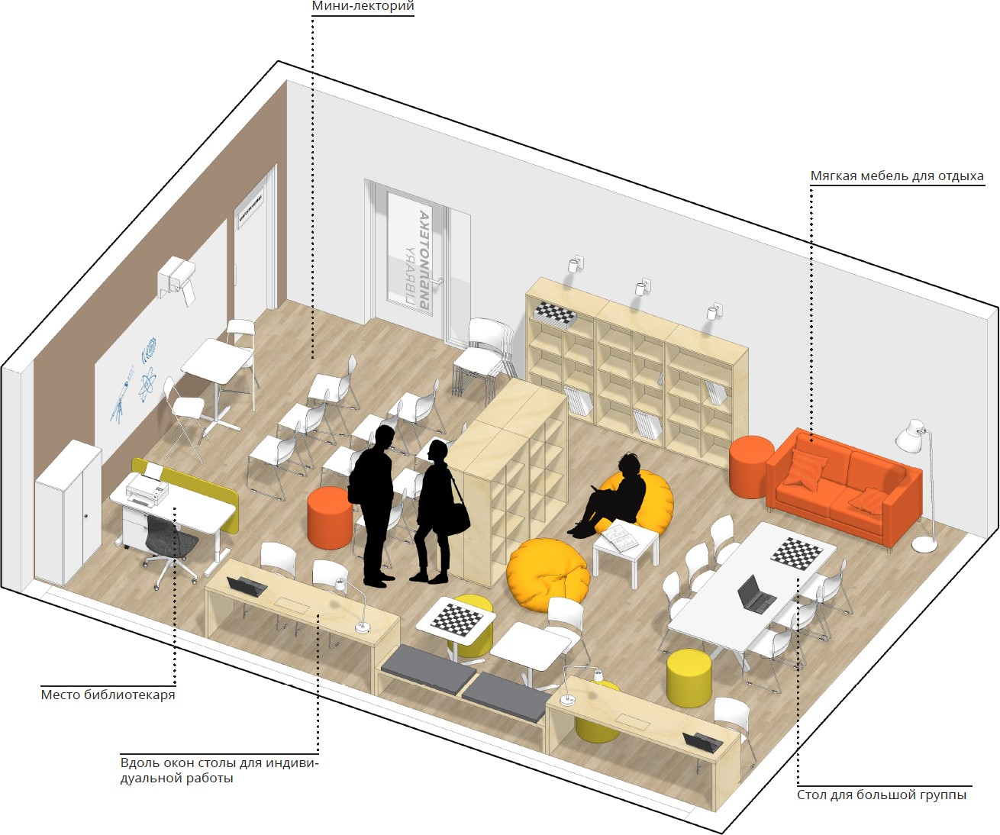 Мини-лекторий
Мягкая мебель для отдыха
LIBRARY
Место библиотекаря
Вдоль окон столы для индиви-
дуальной работы
Стол для большой группы